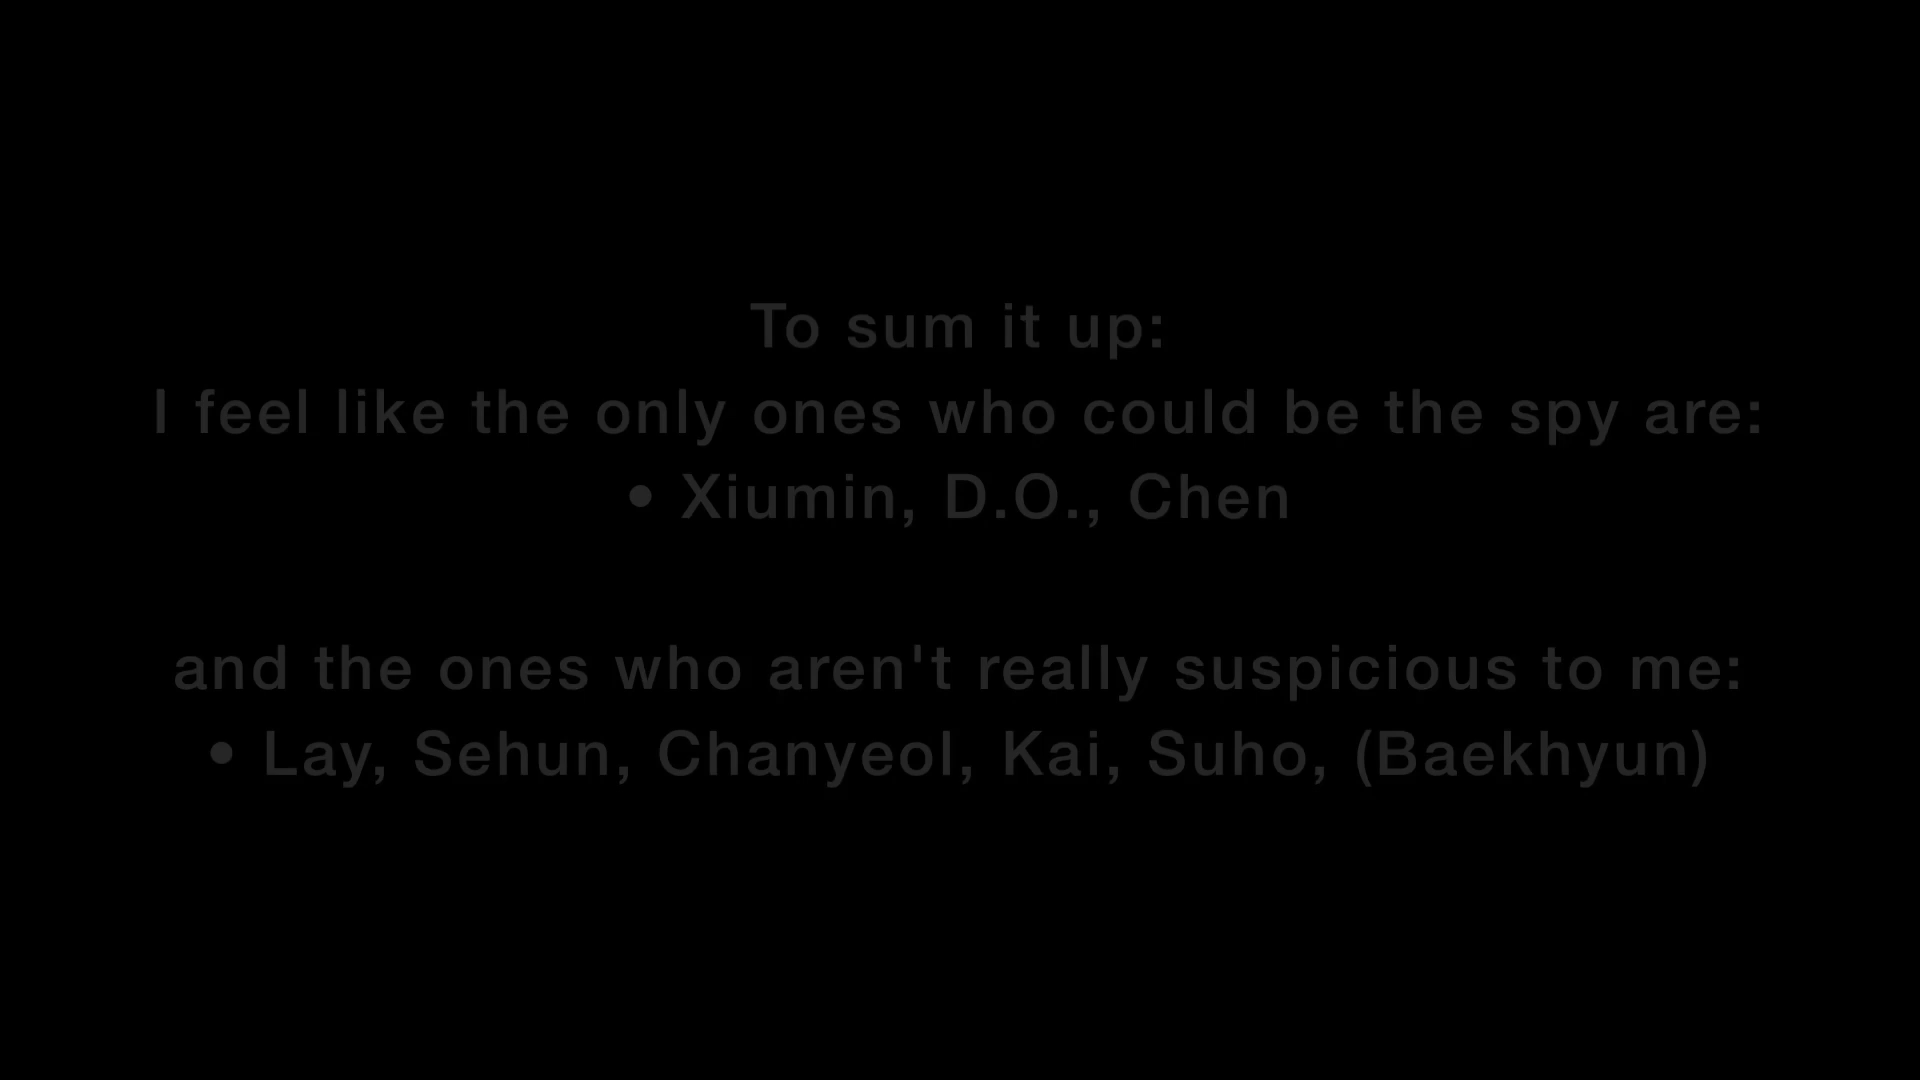 To sum it up:
I feel like the only ones who could be the spy are:
• Xiumin, D.O., Chen
and the ones who aren't really suspicious to me:
• Lay, Sehun, Chanyeol, Kai, Suho, (Baekhyun)